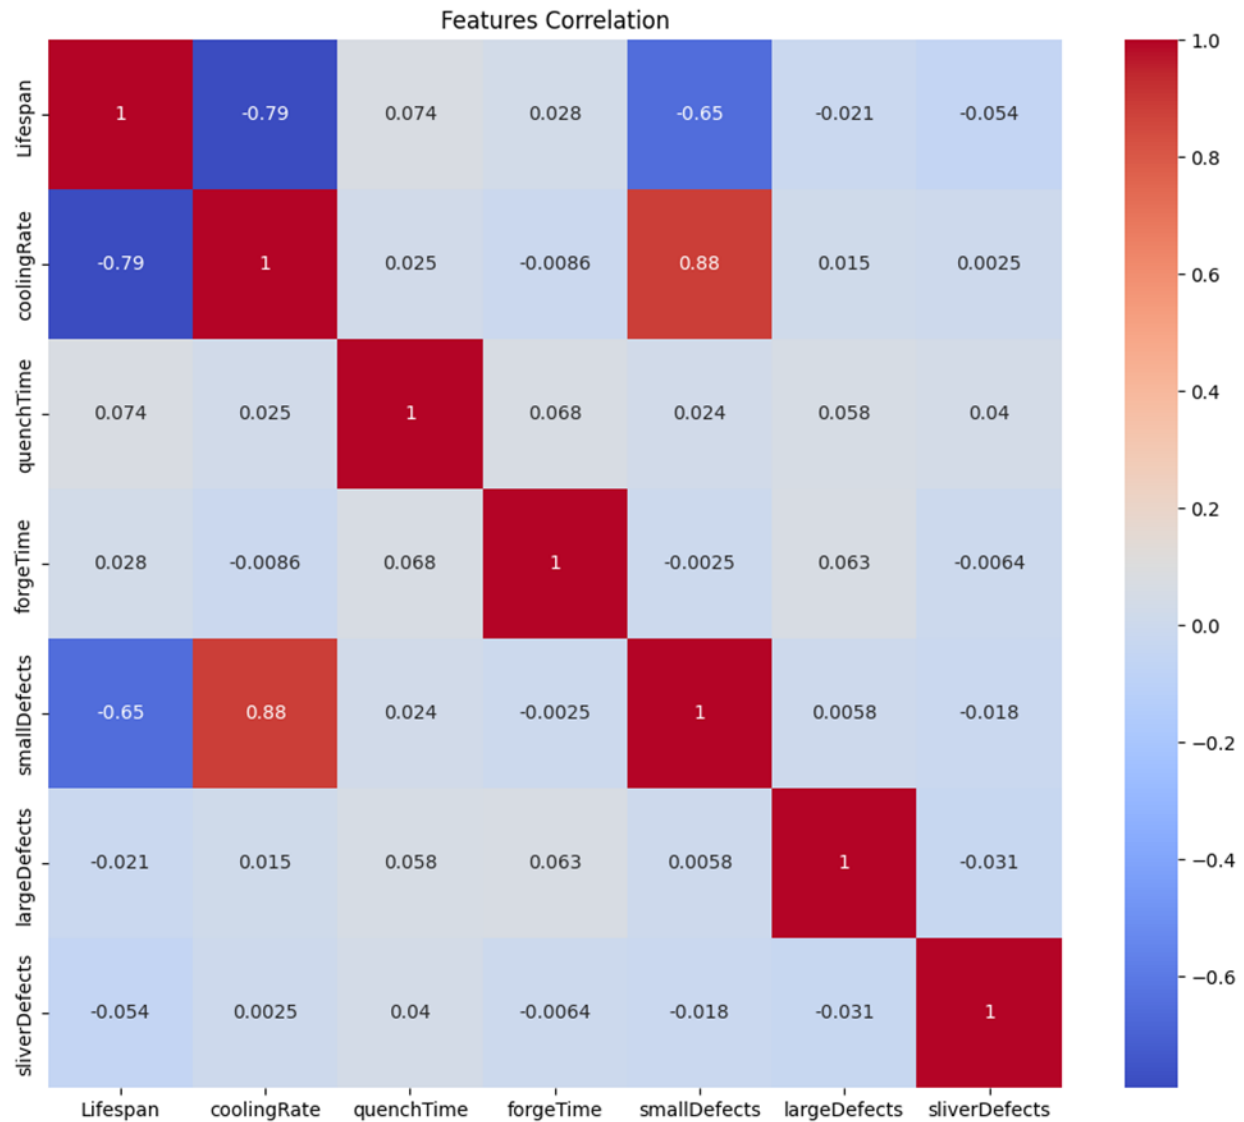 Features Correlation
Lifespan 1 -0.79 0.074 0.028 -0.65 -0.021 -0.054
coolingRate -0.79 1 0.025 -0.0086 0.88 0.015 0.0025
quenchTime 0.074 0.025 1 0.068 0.024 0.058 0.04
forgeTime 0.028 -0.0086 0.068 1 -0.0025 0.063 -0.0064
smallDefects -0.65 0.88 0.024 -0.0025 1 0.0058 -0.018
largeDefects -0.021 0.015 0.058 0.063 0.0058 1 -0.031
sliverDefects -0.054 0.0025 0.04 -0.0064 -0.018 -0.031 1
Lifespan coolingRate quenchTime forgeTime smallDefects largeDefects sliverDefects
1.0
0.8
0.6
0.4
0.2
0.0
−0.2
−0.4
−0.6